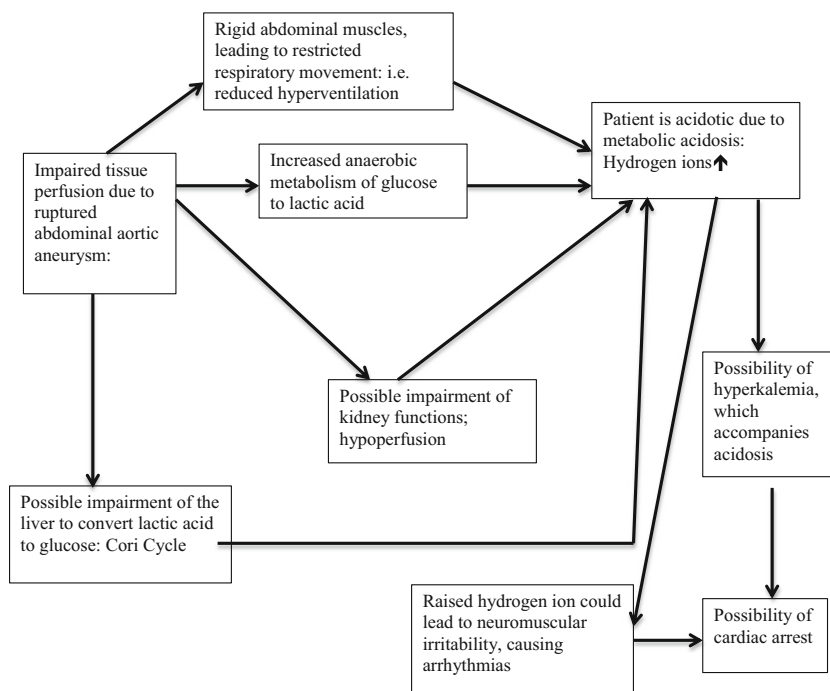 Rigid abdominal muscles,
leading to restricted
respiratory movement: i.e.
reduced hyperventilation
Patient is acidotic due to
metabolic acidosis:
Hydrogen ions↑
Impaired tissue
perfusion due to
ruptured
abdominal aortic
aneurysm:
Increased anaerobic
metabolism of glucose
to lactic acid
Possible impairment of
kidney functions;
hypoperfusion
Possibility of
hyperkalemia,
which
accompanies
acidosis
Possible impairment of the
liver to convert lactic acid
to glucose: Cori Cycle
Raised hydrogen ion could
lead to neuromuscular
irritability, causing
arrhythmias
Possibility of
cardiac arrest